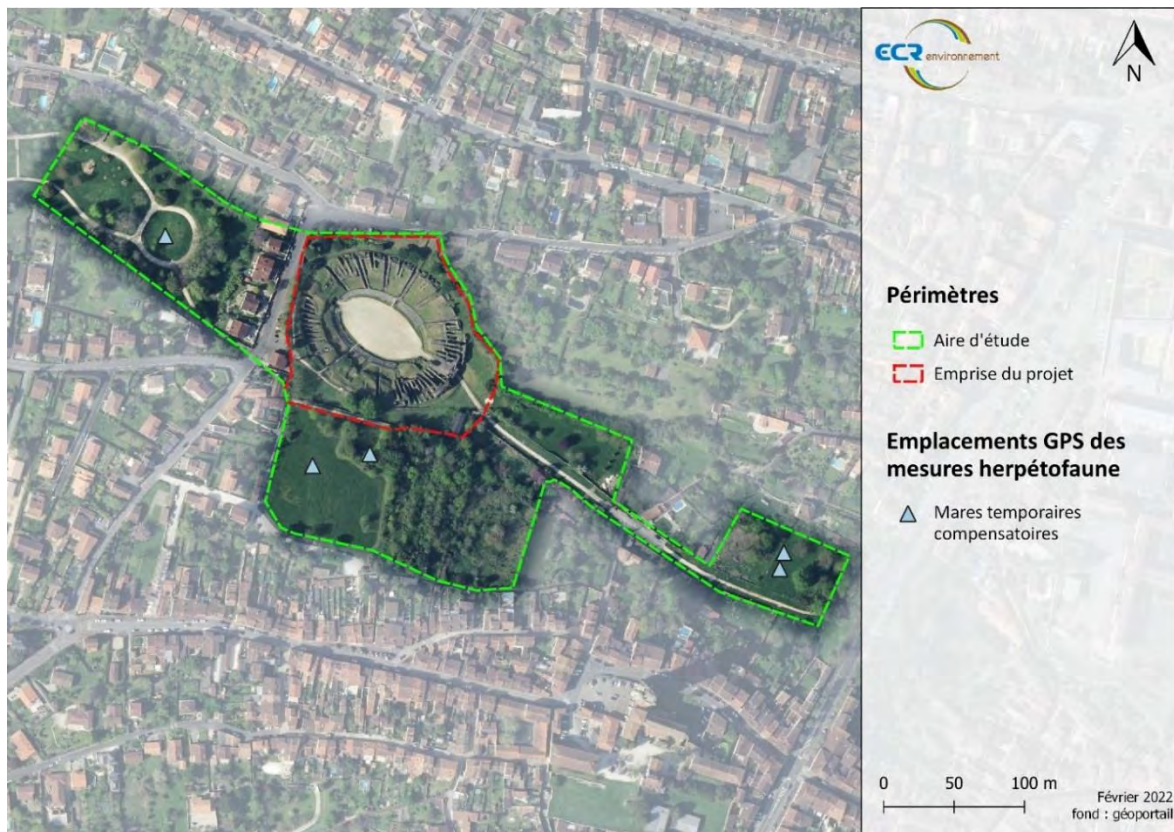 ECR environnement
N
Périmètres
Aire d'étude
Emprise du projet
Emplacements GPS des
mesures herpétofaune
Mares temporaires
compensatoires
0 50 100 m
Février 2022
fond : géoportail